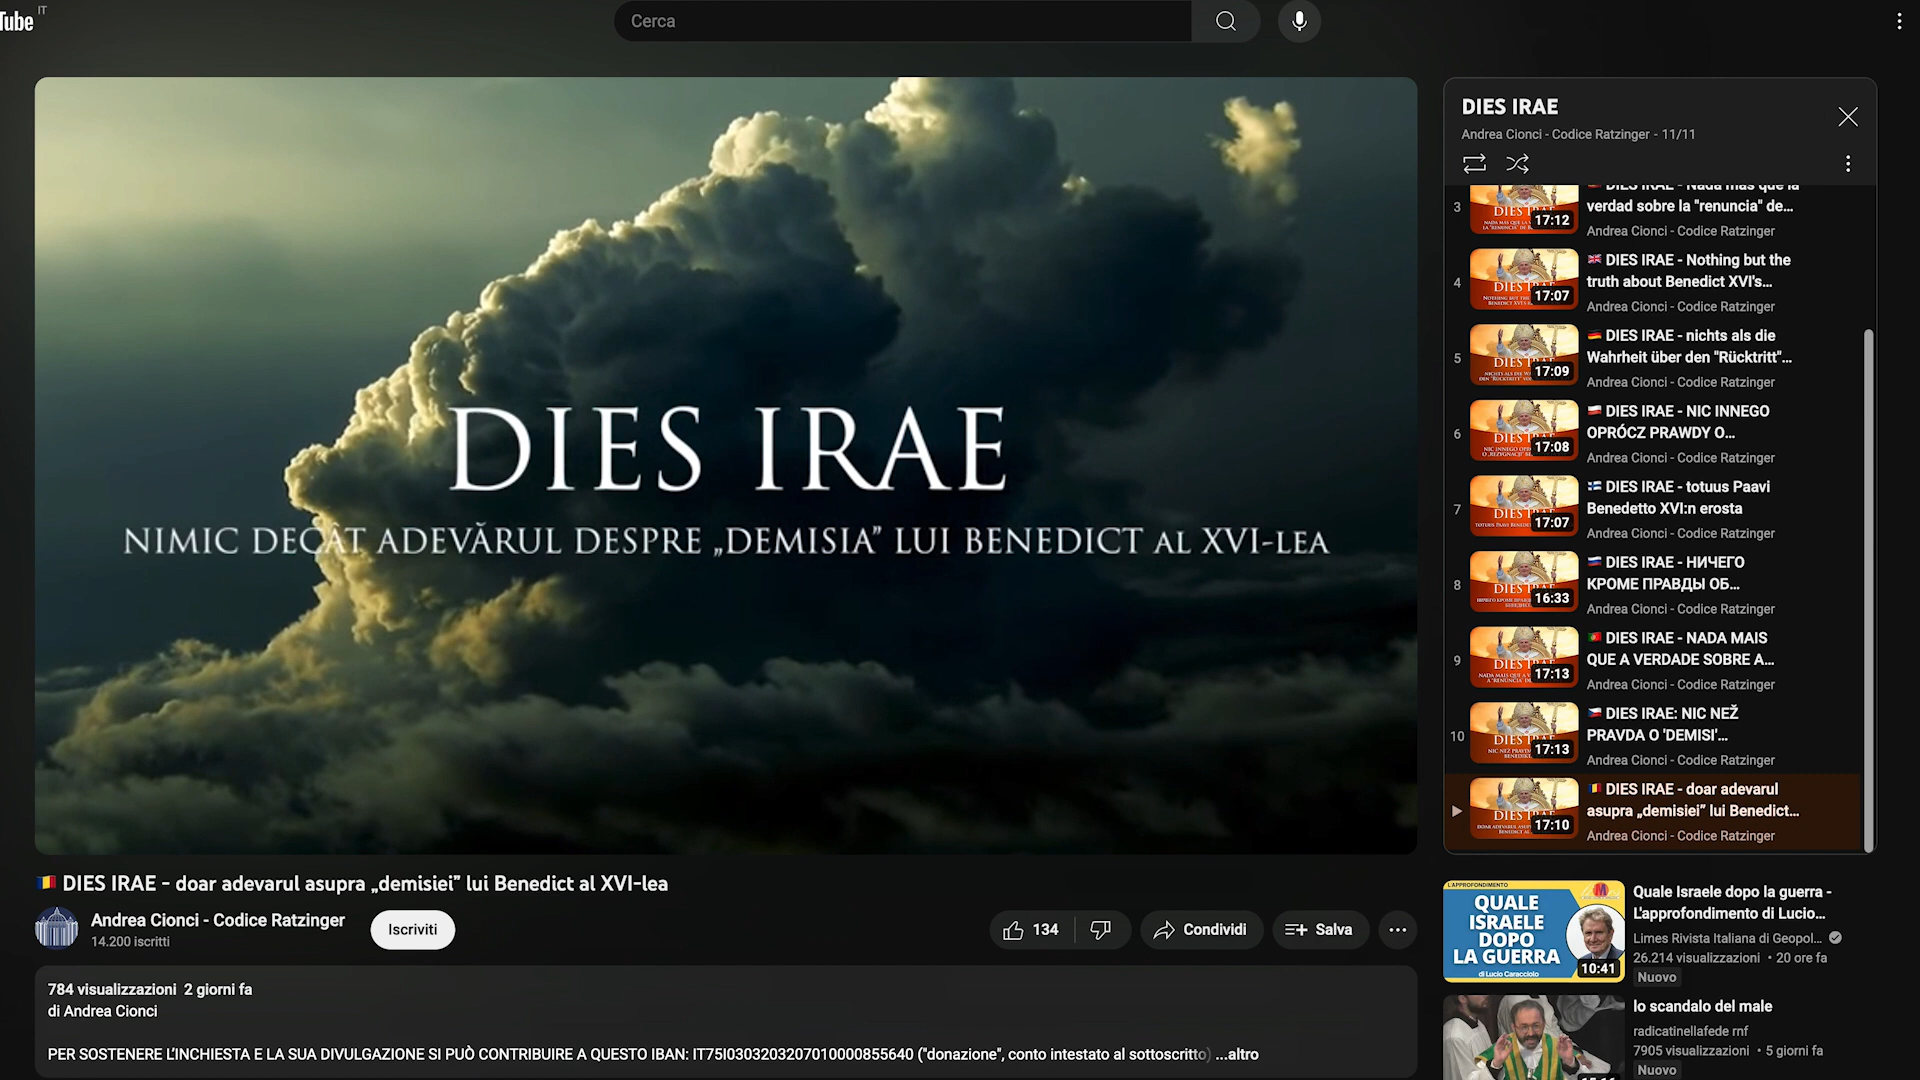 Tube IT
Cerca
DIES IRAE
NIMIC DECÂT ADEVĂRUL DESPRE „DEMISIA” LUI BENEDICT AL XVI-LEA
DIES IRAE - doar adevarul asupra „demisiei” lui Benedict al XVI-lea
Andrea Cionci - Codice Ratzinger
14.200 iscritti
Iscriviti
134
Condividi
Salva
784 visualizzazioni 2 giorni fa
di Andrea Cionci
PER SOSTENERE L’INCHIESTA E LA SUA DIVULGAZIONE SI PUÒ CONTRIBUIRE A QUESTO IBAN: IT75I0303203207010000855640 ("donazione", conto intestato al sottoscritto) ...altro
DIES IRAE
Andrea Cionci - Codice Ratzinger - 11/11
3
17:12
DIES IRAE - Nada más que la
verdad sobre la "renuncia" de...
Andrea Cionci - Codice Ratzinger
4
17:07
DIES IRAE - Nothing but the
truth about Benedict XVI's...
Andrea Cionci - Codice Ratzinger
5
17:09
DIES IRAE - nichts als die
Wahrheit über den "Rücktritt"...
Andrea Cionci - Codice Ratzinger
6
17:08
DIES IRAE - NIC INNEGO
OPRÓCZ PRAWDY O...
Andrea Cionci - Codice Ratzinger
7
17:07
DIES IRAE - totuus Paavi
Benedetto XVI:n erosta
Andrea Cionci - Codice Ratzinger
8
16:33
DIES IRAE - НИЧЕГО
КРОМЕ ПРАВДЫ ОБ...
Andrea Cionci - Codice Ratzinger
9
17:13
DIES IRAE - NADA MAIS
QUE A VERDADE SOBRE A...
Andrea Cionci - Codice Ratzinger
10
17:13
DIES IRAE: NIC NEŽ
PRAVDA O 'DEMISI'...
Andrea Cionci - Codice Ratzinger
17:10
DIES IRAE - doar adevarul
asupra „demisiei” lui Benedict...
Andrea Cionci - Codice Ratzinger
L'APPROFONDIMENTO
QUALE
ISRAELE
DOPO
LA GUERRA
di Lucio Caracciolo
10:41
Quale Israele dopo la guerra -
L'approfondimento di Lucio...
Limes Rivista Italiana di Geopol...
26.214 visualizzazioni • 20 ore fa
Nuovo
lo scandalo del male
radicatinellafede rnf
7905 visualizzazioni • 5 giorni fa
Nuovo